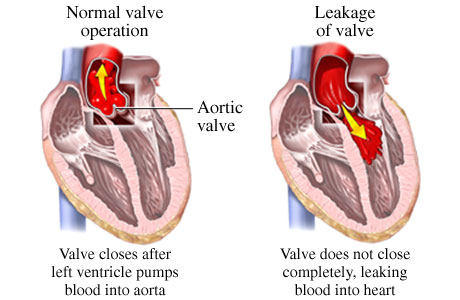 Normal valve
operation
Leakage
of valve
Aortic
valve
Valve closes after
left ventricle pumps
blood into aorta
Valve does not close
completely, leaking
blood into heart